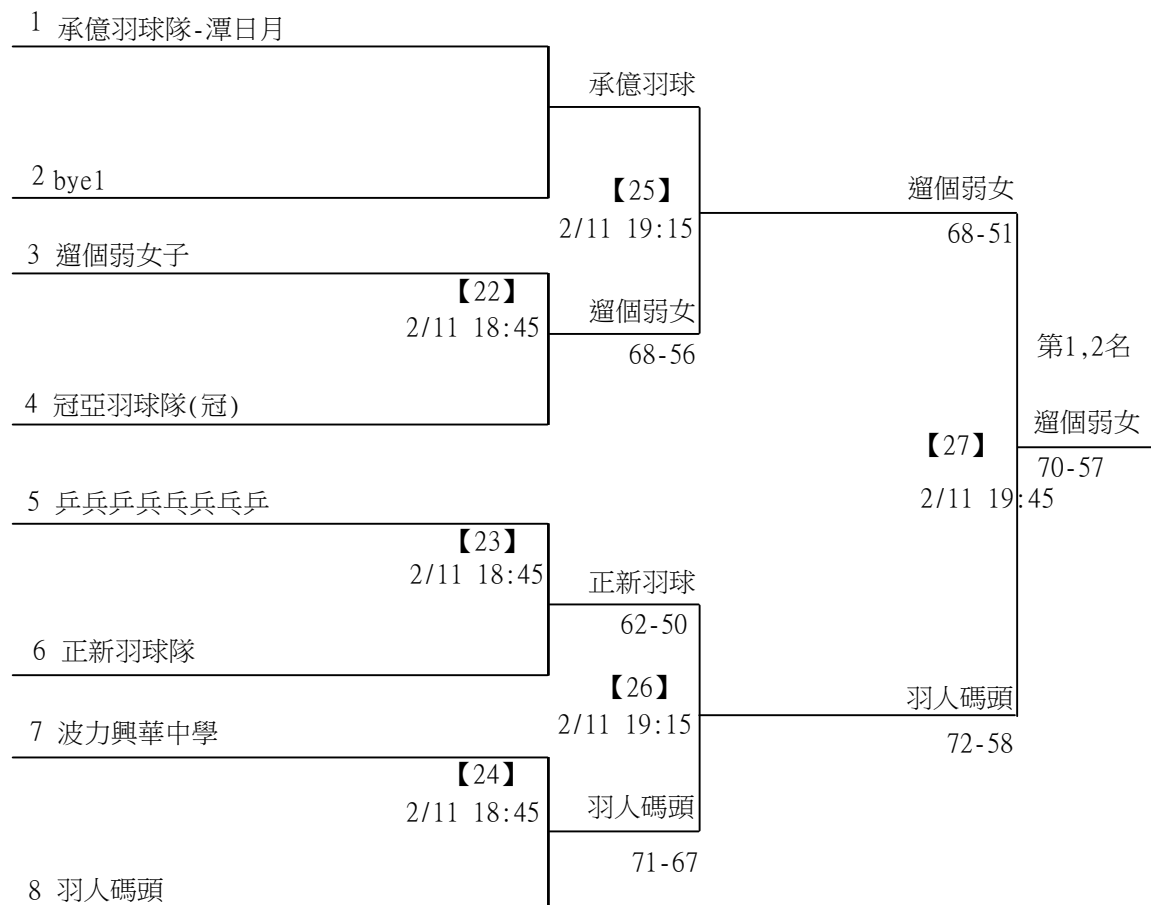 1 承億羽球隊-潭日月
承億羽球
2 bye1
【25】
遛個弱女
2/11 19:15
68-51
3 遛個弱女子
【22】
遛個弱女
2/11 18:45
68-56
第1,2名
4 冠亞羽球隊(冠)
遛個弱女
【27】
70-57
2/11 19:45
5 乒兵乒兵乓兵乓乒
【23】
2/11 18:45
正新羽球
62-50
6 正新羽球隊
【26】
羽人碼頭
2/11 19:15
7 波力興華中學
72-58
【24】
2/11 18:45
羽人碼頭
71-67
8 羽人碼頭